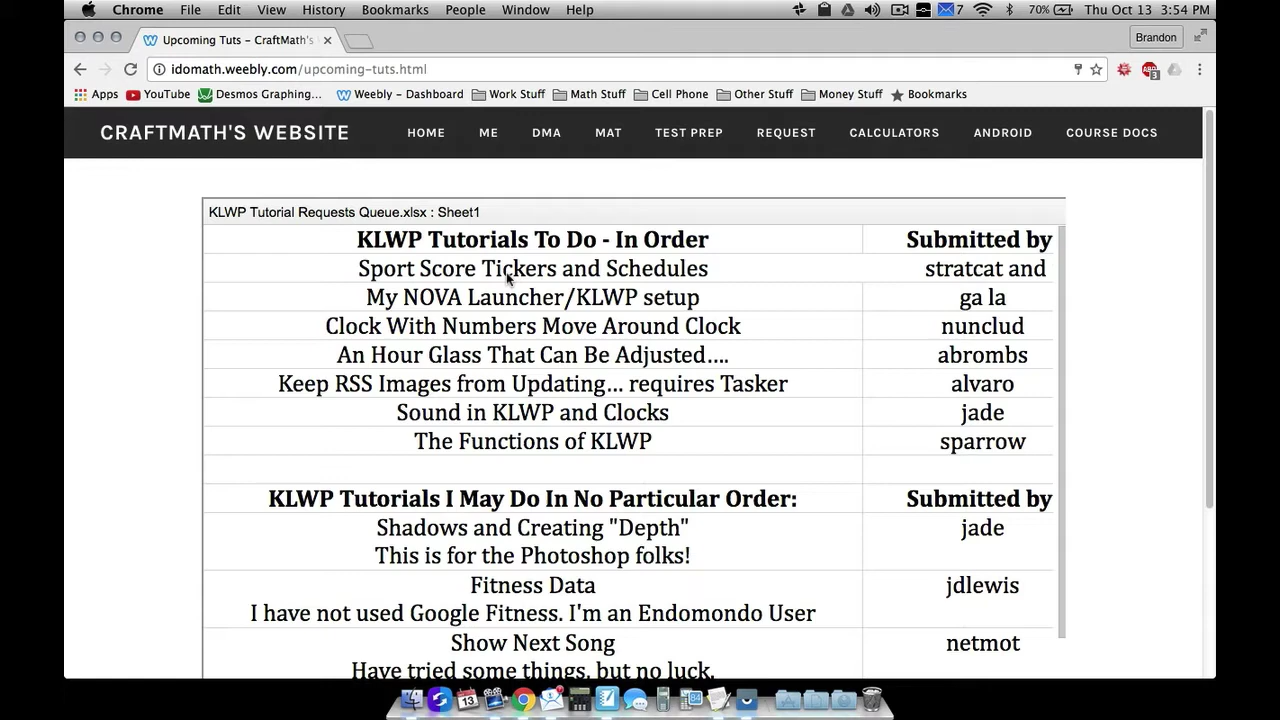 Chrome File Edit View History Bookmarks People Window Help 7 70% Thu Oct 13 3:54 PM
Upcoming Tuts - CraftMath's Brandon
idomath.weebly.com/upcoming-tuts.html
Apps YouTube Desmos Graphing... Weebly - Dashboard Work Stuff Math Stuff Cell Phone Other Stuff Money Stuff Bookmarks
CRAFTMATH'S WEBSITE HOME ME DMA MAT TEST PREP REQUEST CALCULATORS ANDROID COURSE DOCS
KLWP Tutorial Requests Queue.xlsx : Sheet1
KLWP Tutorials To Do - In Order Submitted by
Sport Score Tickers and Schedules stratcat and
My NOVA Launcher/KLWP setup ga la
Clock With Numbers Move Around Clock nunclud
An Hour Glass That Can Be Adjusted.... abrombs
Keep RSS Images from Updating... requires Tasker alvaro
Sound in KLWP and Clocks jade
The Functions of KLWP sparrow
KLWP Tutorials I May Do In No Particular Order: Submitted by
Shadows and Creating "Depth" jade
This is for the Photoshop folks!
Fitness Data jdlewis
I have not used Google Fitness. I'm an Endomondo User
Show Next Song netmot
Have tried some things, but no luck.